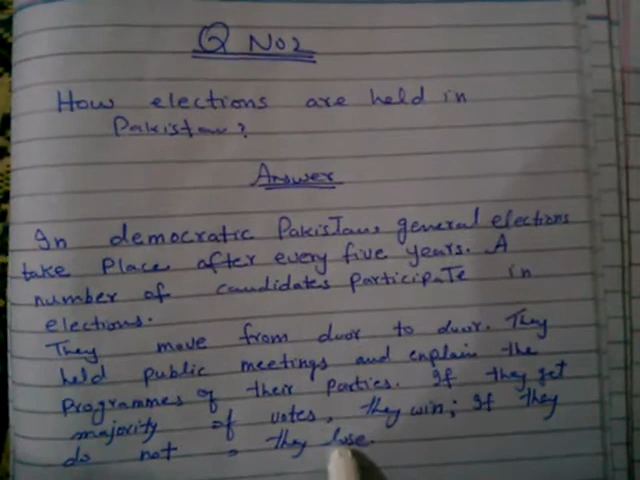 Q No2
How elections are held in
Pakistan?
Answer
In democratic Pakistan, general elections
take Place after every five years. A
number of candidates participate in
elections.
They move from duor to duor. They
held public meetings and explain the
Programmes of their parties. If they get
majority of votes, they win; If they
do not, they lose.